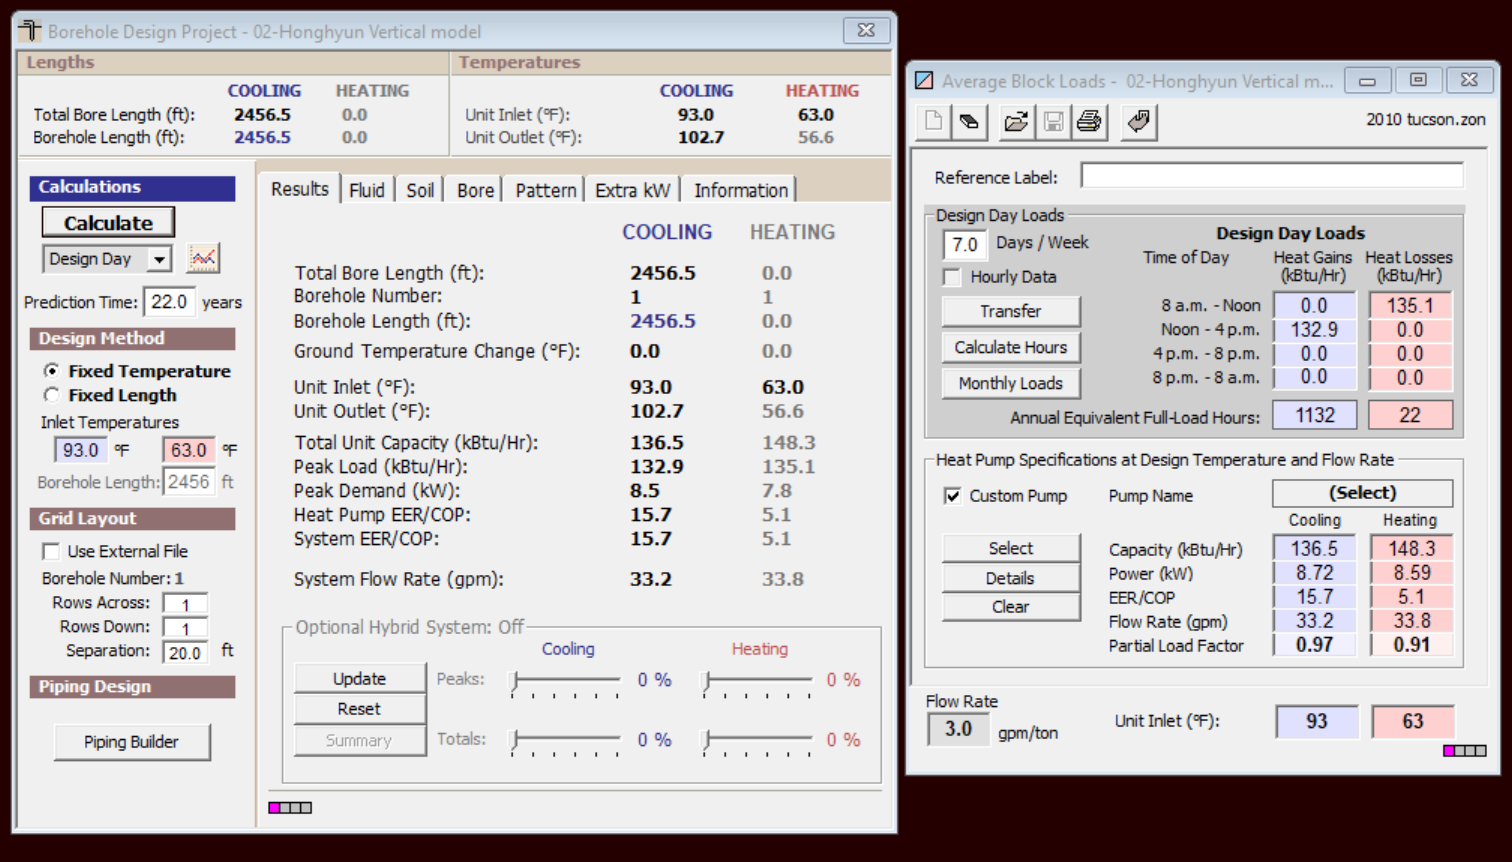 Borehole Design Project - 02-Honghyun Vertical model
Lengths
COOLING HEATING
Total Bore Length (ft): 2456.5 0.0
Borehole Length (ft): 2456.5 0.0
Temperatures
COOLING HEATING
Unit Inlet (°F): 93.0 63.0
Unit Outlet (°F): 102.7 56.6
Calculations
Calculate
Design Day
Prediction Time: 22.0 years
Design Method
Fixed Temperature
Fixed Length
Inlet Temperatures
93.0 °F 63.0 °F
Borehole Length: 2456 ft
Grid Layout
Use External File
Borehole Number: 1
Rows Across: 1
Rows Down: 1
Separation: 20.0 ft
Piping Design
Piping Builder
Results Fluid Soil Bore Pattern Extra kW Information
COOLING HEATING
Total Bore Length (ft): 2456.5 0.0
Borehole Number: 1 1
Borehole Length (ft): 2456.5 0.0
Ground Temperature Change (°F): 0.0 0.0
Unit Inlet (°F): 93.0 63.0
Unit Outlet (°F): 102.7 56.6
Total Unit Capacity (kBtu/Hr): 136.5 148.3
Peak Load (kBtu/Hr): 132.9 135.1
Peak Demand (kW): 8.5 7.8
Heat Pump EER/COP: 15.7 5.1
System EER/COP: 15.7 5.1
System Flow Rate (gpm): 33.2 33.8
Optional Hybrid System: Off
Cooling Heating
Update Peaks: 0 % 0 %
Reset
Summary Totals: 0 % 0 %
Average Block Loads - 02-Honghyun Vertical m...
2010 tucson.zon
Reference Label:
Design Day Loads
7.0 Days / Week
Hourly Data
Transfer
Calculate Hours
Monthly Loads
Design Day Loads
Time of Day Heat Gains Heat Losses
(kBtu/Hr) (kBtu/Hr)
8 a.m. - Noon 0.0 135.1
Noon - 4 p.m. 132.9 0.0
4 p.m. - 8 p.m. 0.0 0.0
8 p.m. - 8 a.m. 0.0 0.0
Annual Equivalent Full-Load Hours: 1132 22
Heat Pump Specifications at Design Temperature and Flow Rate
Custom Pump Pump Name (Select)
Cooling Heating
Select
Details
Clear
Capacity (kBtu/Hr) 136.5 148.3
Power (kW) 8.72 8.59
EER/COP 15.7 5.1
Flow Rate (gpm) 33.2 33.8
Partial Load Factor 0.97 0.91
Flow Rate
3.0 gpm/ton
Unit Inlet (°F): 93 63